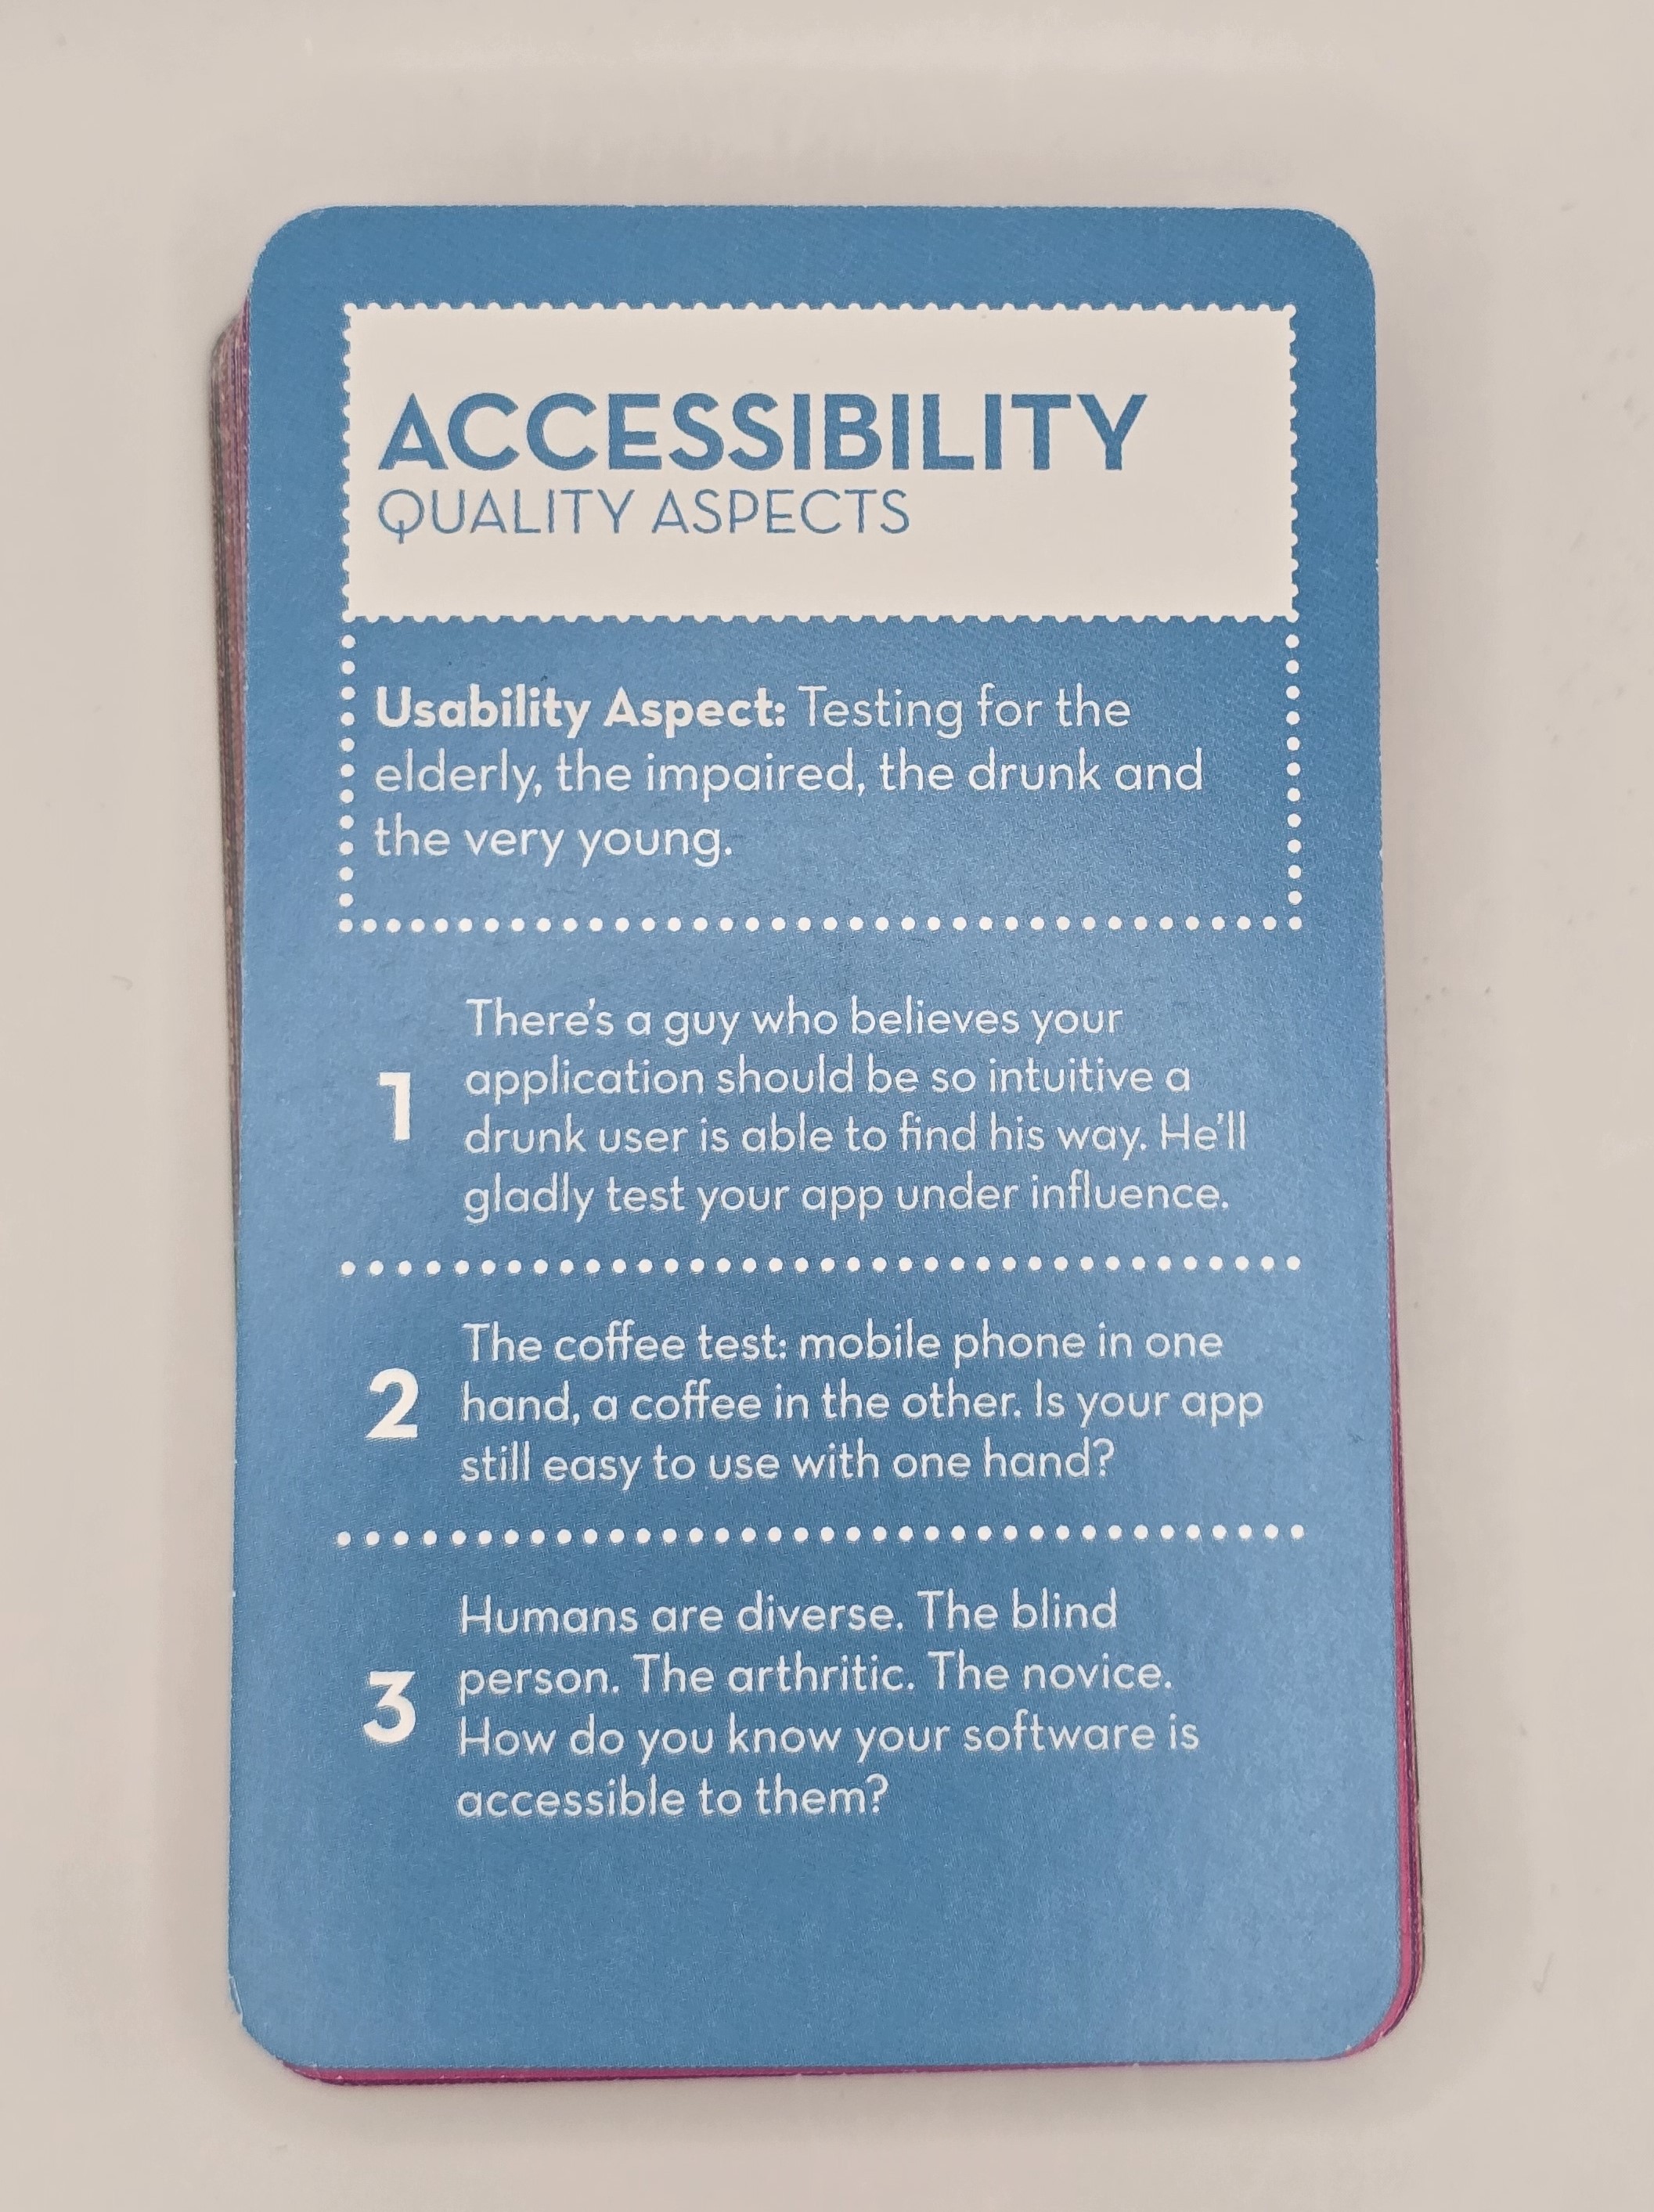 ACCESSIBILITY
QUALITY ASPECTS
Usability Aspect: Testing for the
elderly, the impaired, the drunk and
the very young.
1
There's a guy who believes your
application should be so intuitive a
drunk user is able to find his way. He'll
gladly test your app under influence.
2
The coffee test: mobile phone in one
hand, a coffee in the other. Is your app
still easy to use with one hand?
3
Humans are diverse. The blind
person. The arthritic. The novice.
How do you know your software is
accessible to them?